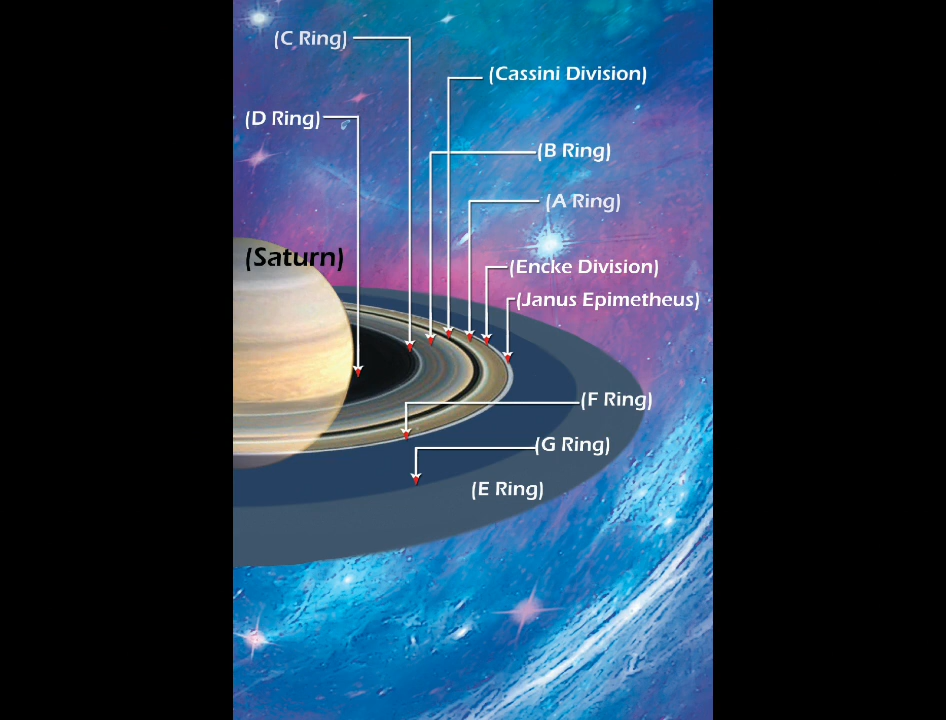 (C Ring)
(Cassini Division)
(D Ring)
(B Ring)
(A Ring)
(Saturn)
(Encke Division)
(Janus Epimetheus)
(F Ring)
(G Ring)
(E Ring)